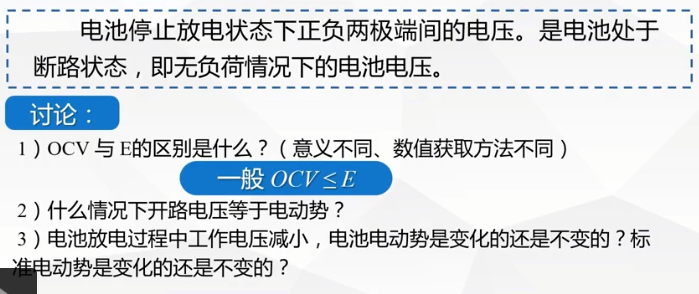 电池停止放电状态下正负两极端间的电压。是电池处于
断路状态，即无负荷情况下的电池电压。
讨论：
1）OCV 与 E的区别是什么？（意义不同、数值获取方法不同）
一般 OCV ≤ E
2）什么情况下开路电压等于电动势？
3）电池放电过程中工作电压减小，电池电动势是变化的还是不变的？标
准电动势是变化的还是不变的？